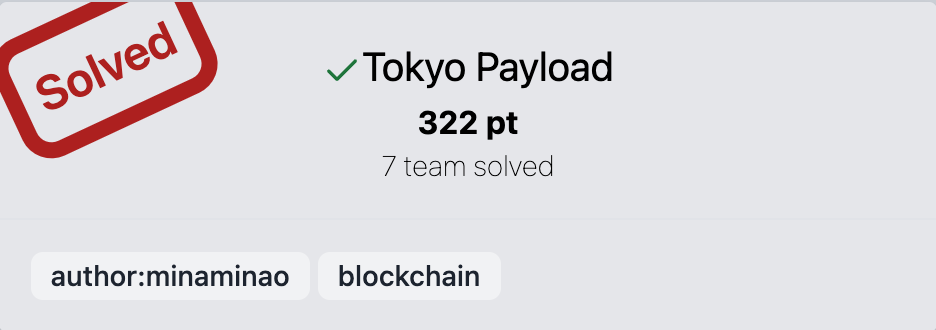 Solved
Tokyo Payload
322 pt
7 team solved
author:minaminao blockchain